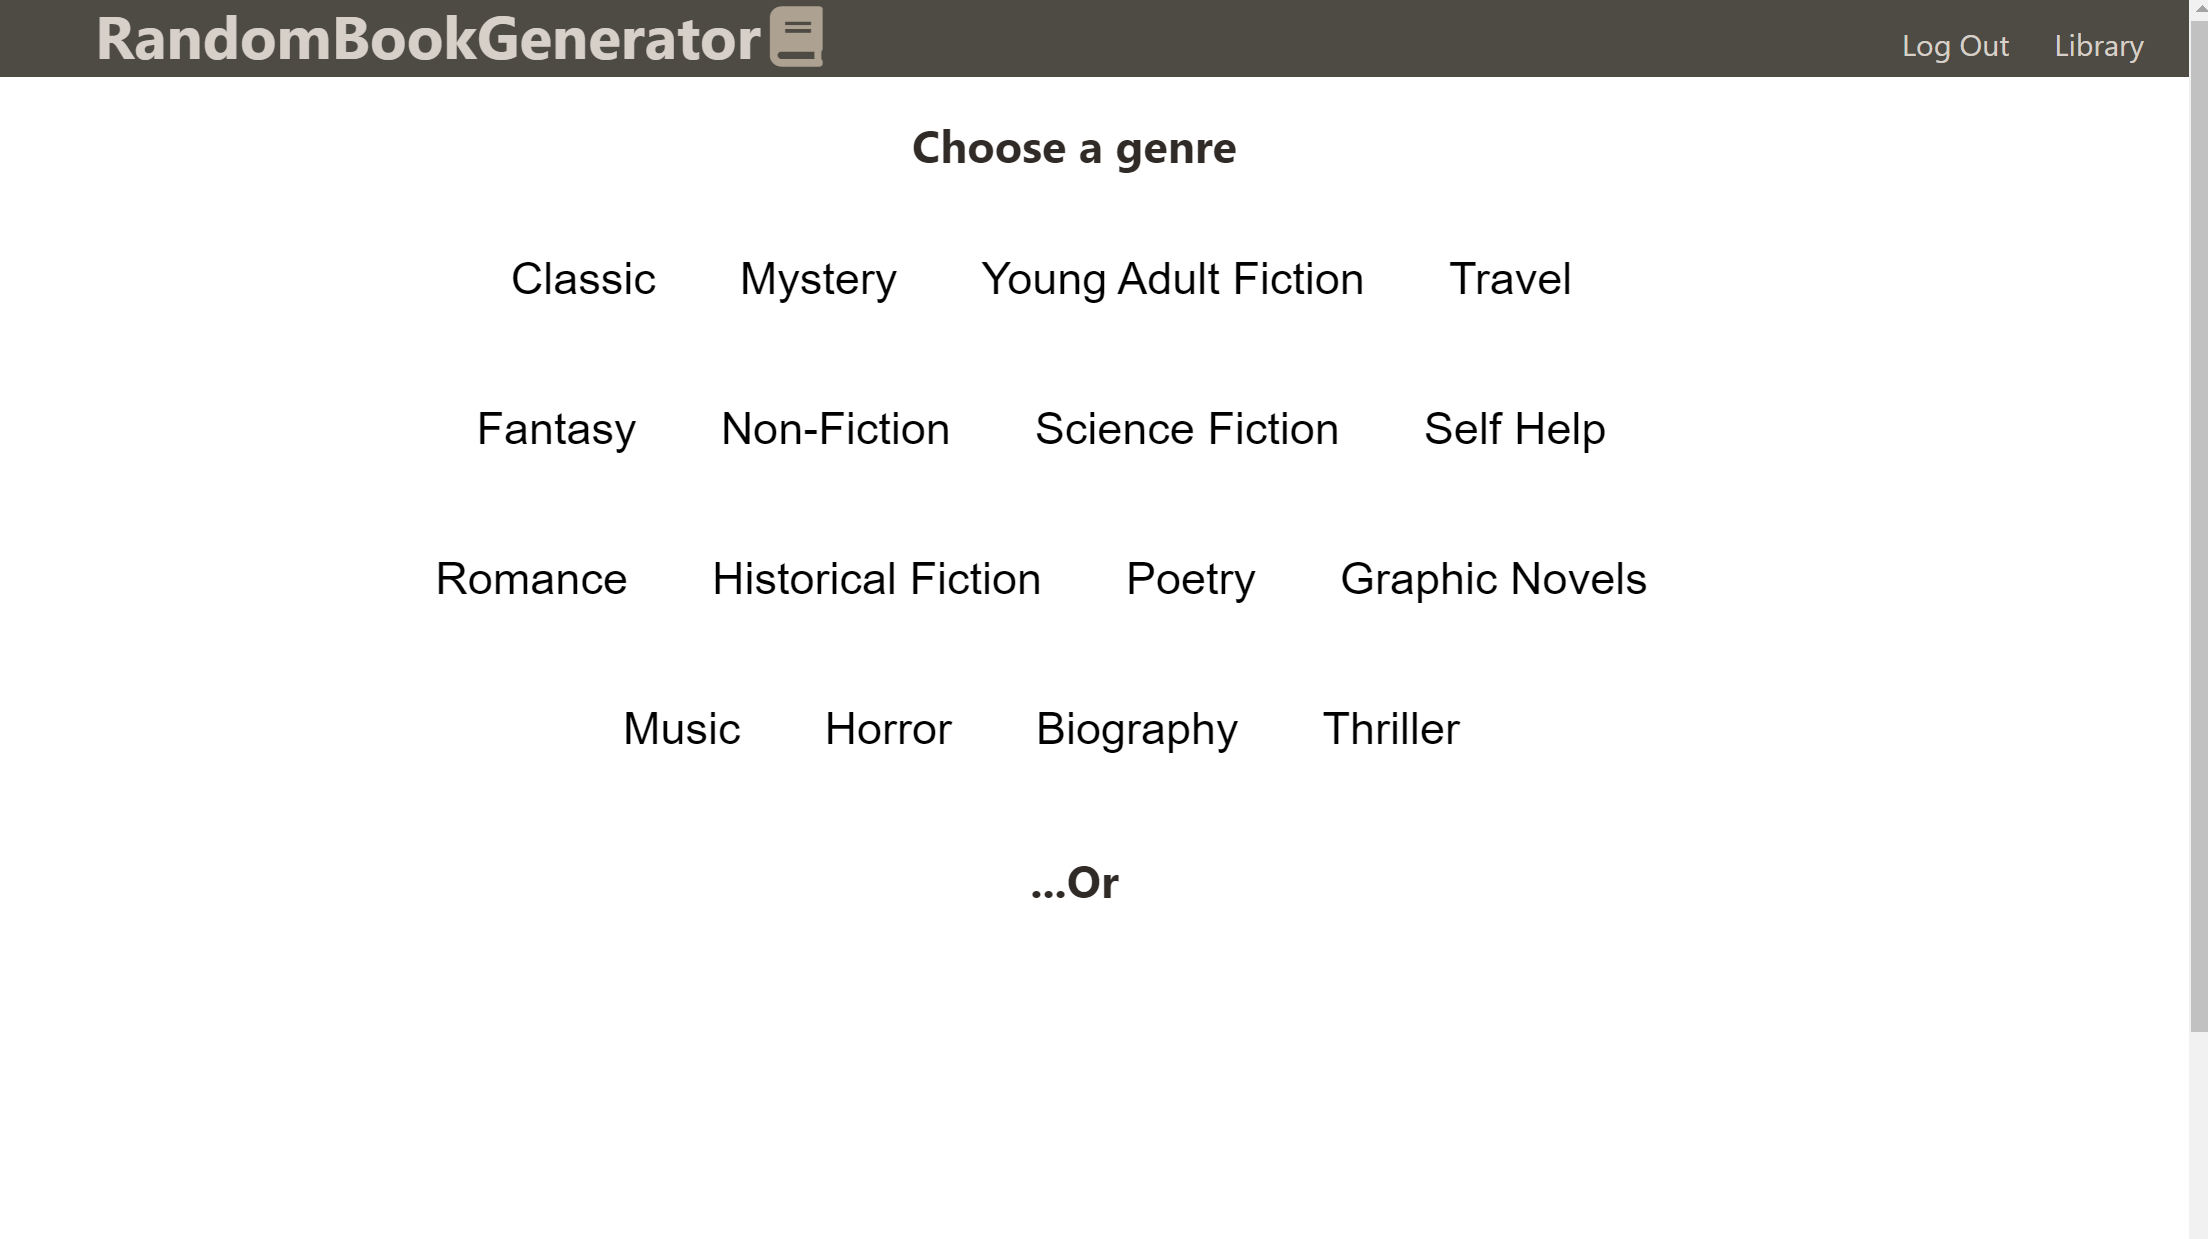 RandomBookGenerator Log Out Library
Choose a genre
Classic Mystery Young Adult Fiction Travel
Fantasy Non-Fiction Science Fiction Self Help
Romance Historical Fiction Poetry Graphic Novels
Music Horror Biography Thriller
...Or